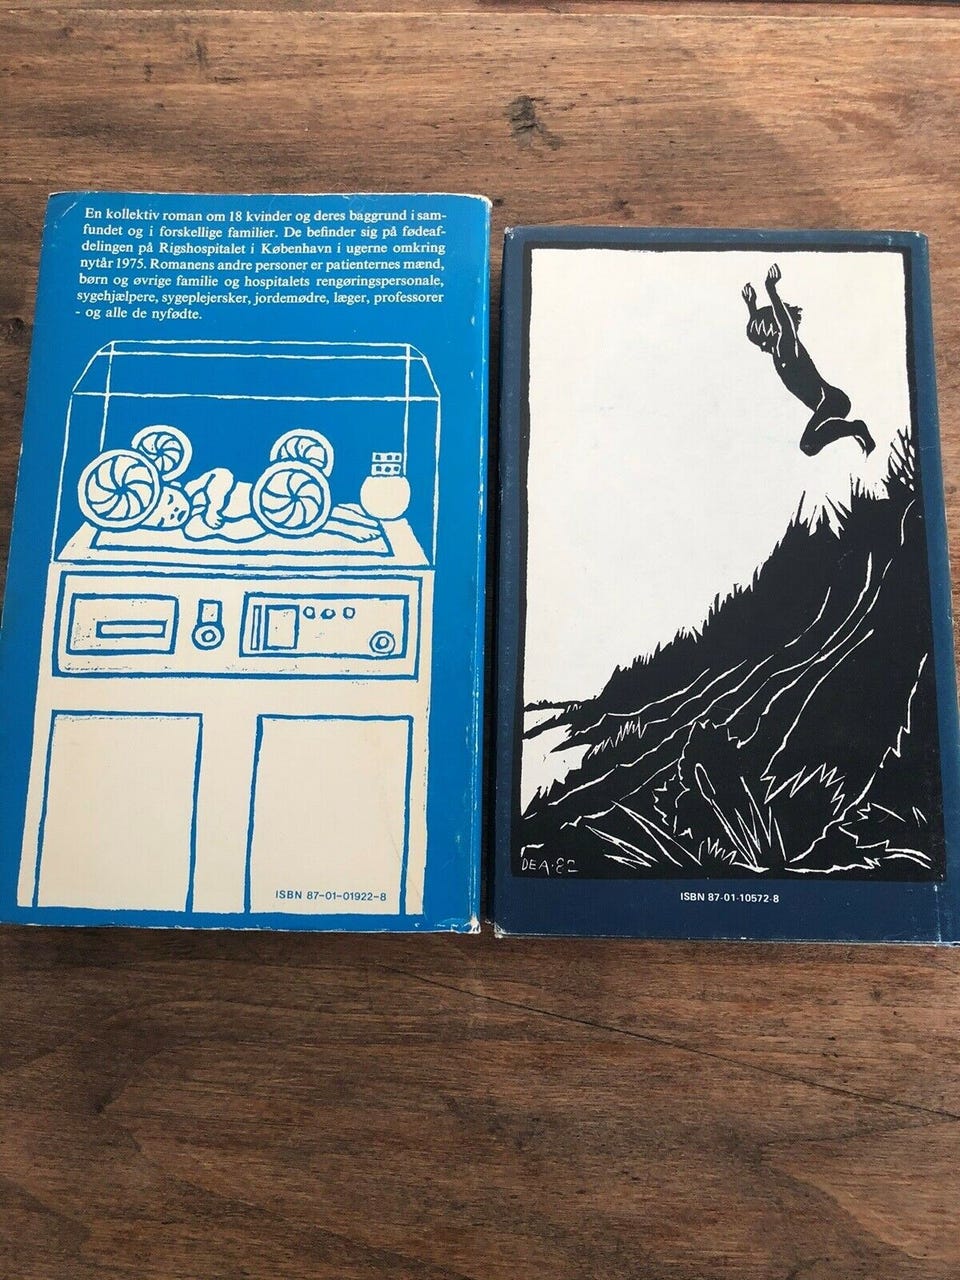 En kollektiv roman om 18 kvinder og deres baggrund i sam-
fundet og i forskellige familier. De befinder sig på fødeaf-
delingen på Rigshospitalet i København i ugerne omkring
nytår 1975. Romanens andre personer er patienternes mænd,
børn og øvrige familie og hospitalets rengøringspersonale,
sygehjælpere, sygeplejersker, jordemødre, læger, professorer
- og alle de nyfødte.
ISBN 87-01-01922-8
DEA·82
ISBN 87-01-10572-8